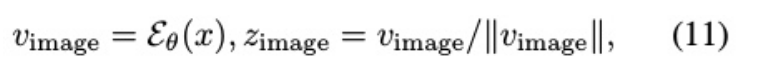 v_image = ℰ_θ(x), z_image = v_image/‖v_image‖, (11)